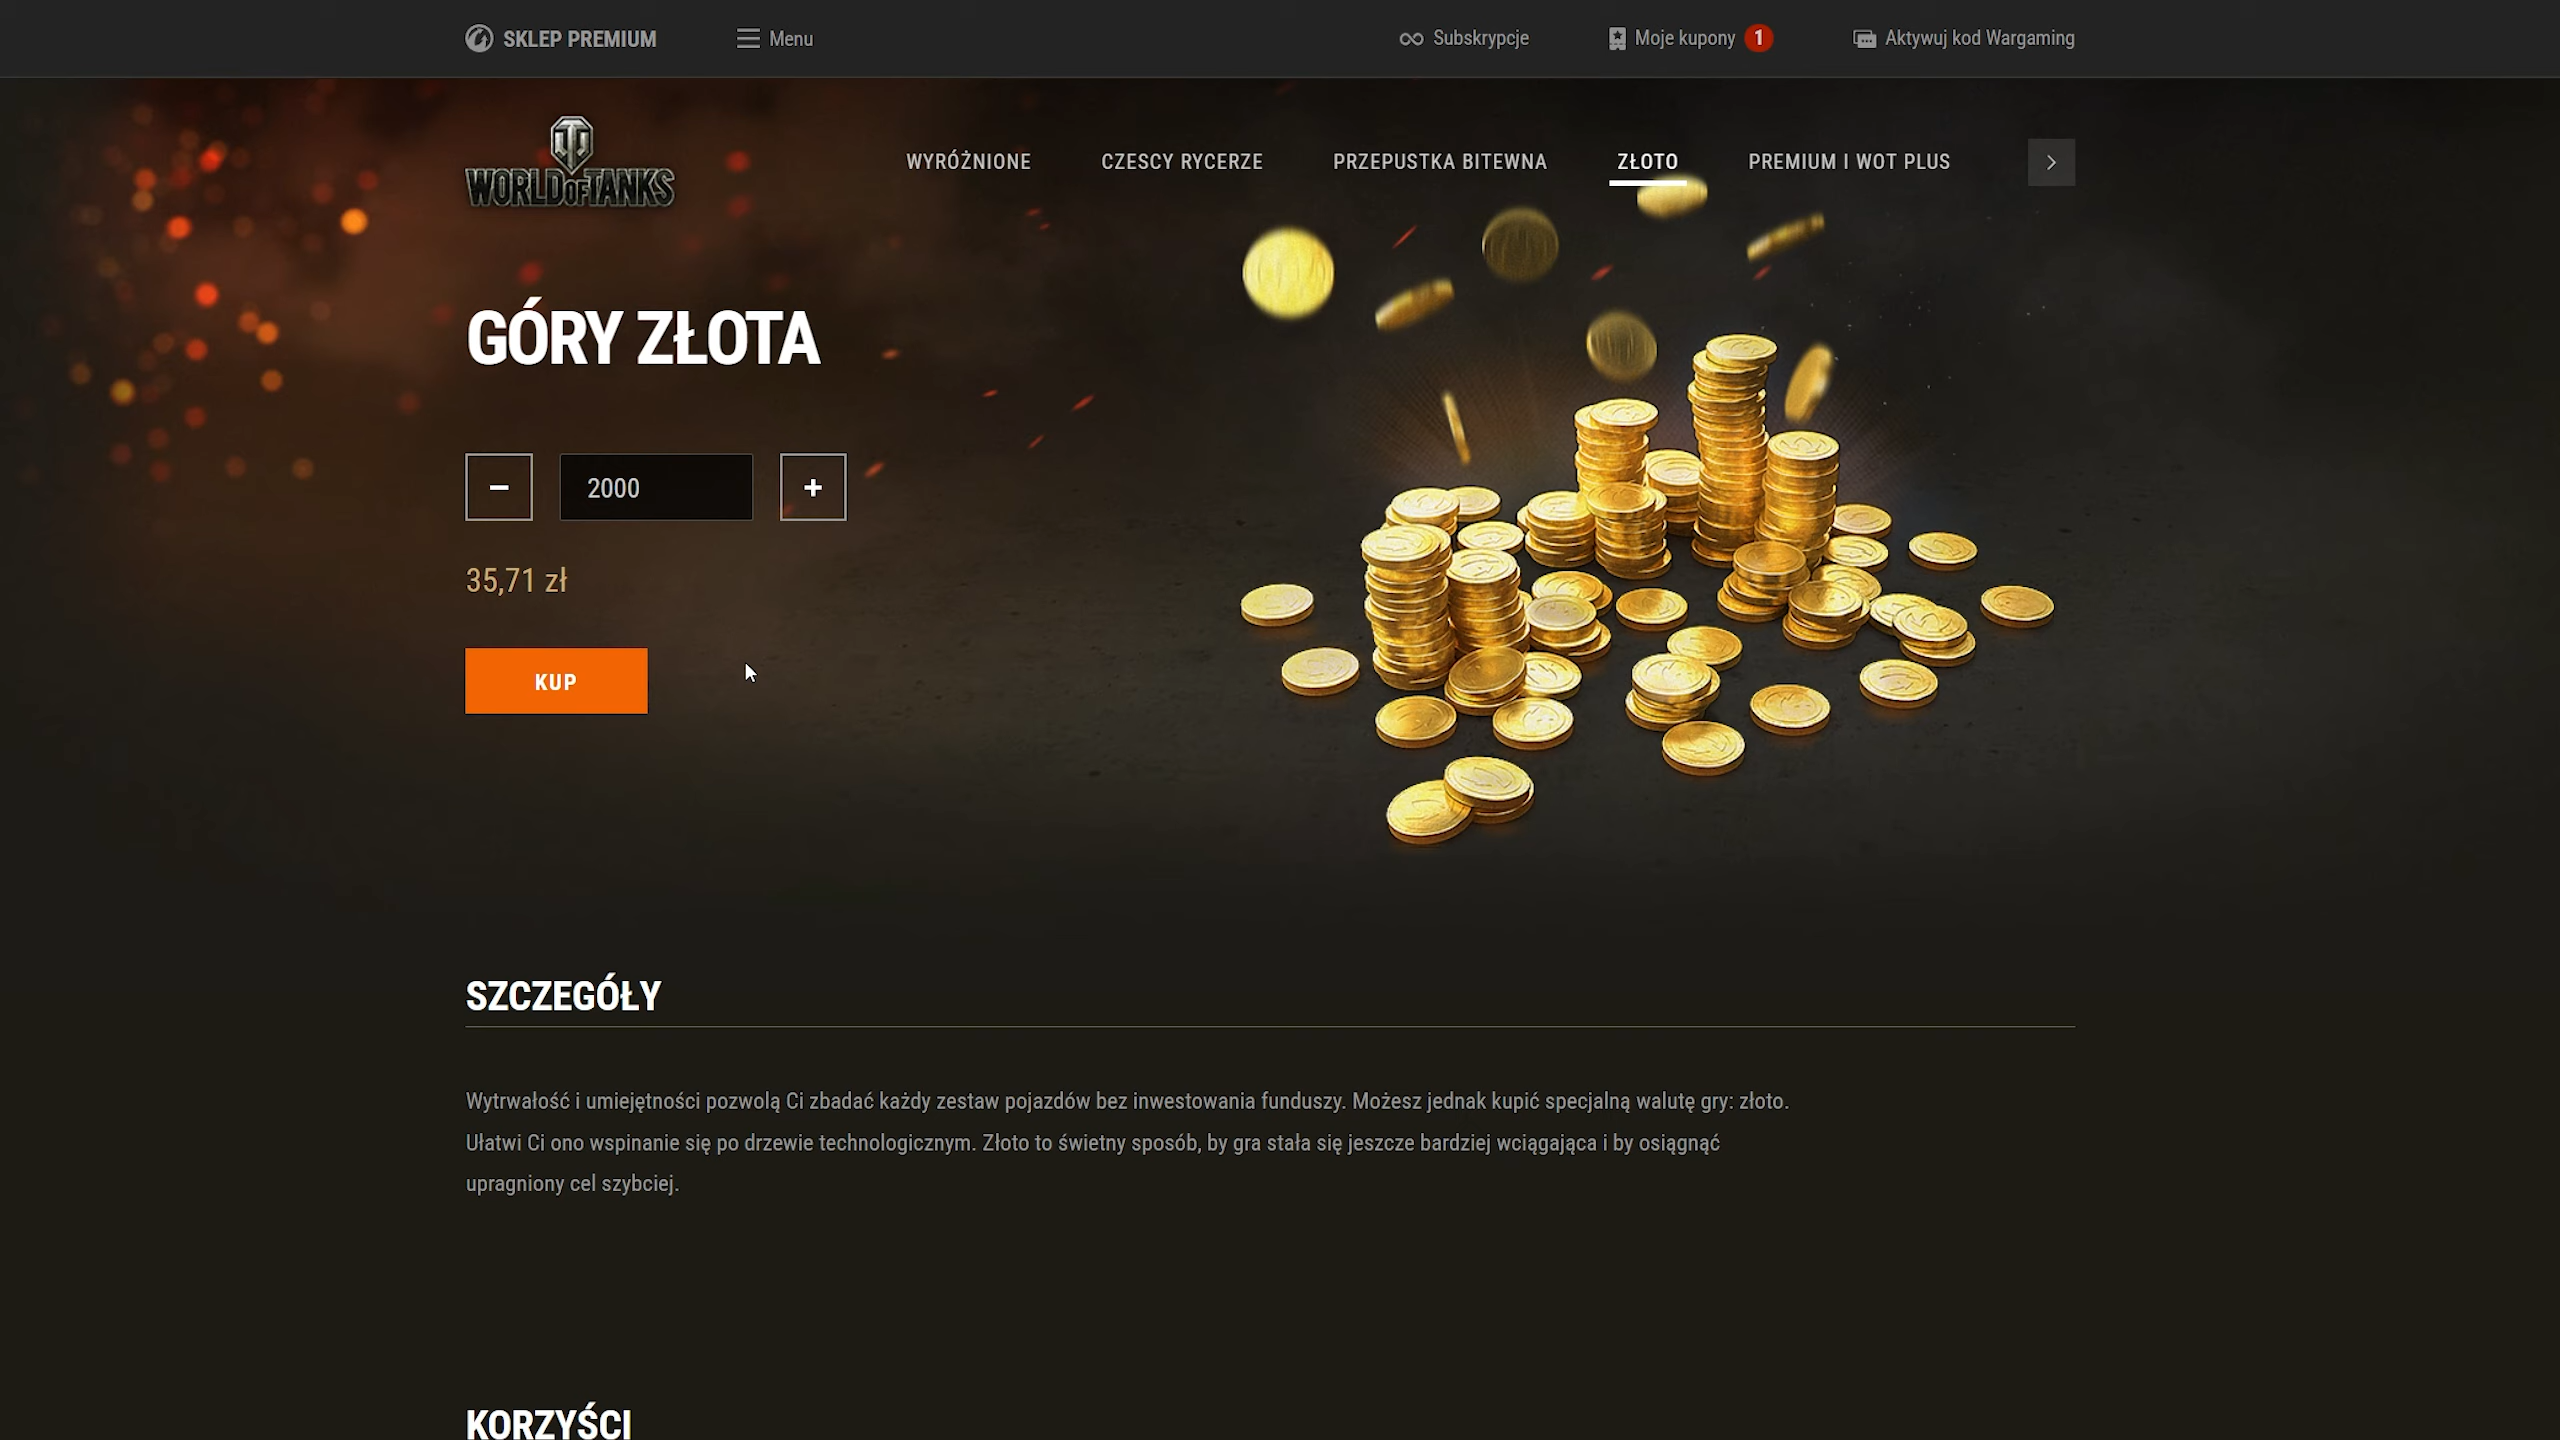 SKLEP PREMIUM
Menu
Subskrypcje
Moje kupony 1
Aktywuj kod Wargaming
WORLD OF TANKS
WYRÓŻNIONE
CZESCY RYCERZE
PRZEPUSTKA BITEWNA
ZŁOTO
PREMIUM I WOT PLUS
GÓRY ZŁOTA
2000
35,71 zł
KUP
SZCZEGÓŁY
Wytrwałość i umiejętności pozwolą Ci zbadać każdy zestaw pojazdów bez inwestowania funduszy. Możesz jednak kupić specjalną walutę gry: złoto.
Ułatwi Ci ono wspinanie się po drzewie technologicznym. Złoto to świetny sposób, by gra stała się jeszcze bardziej wciągająca i by osiągnąć
upragniony cel szybciej.
KORZYŚCI